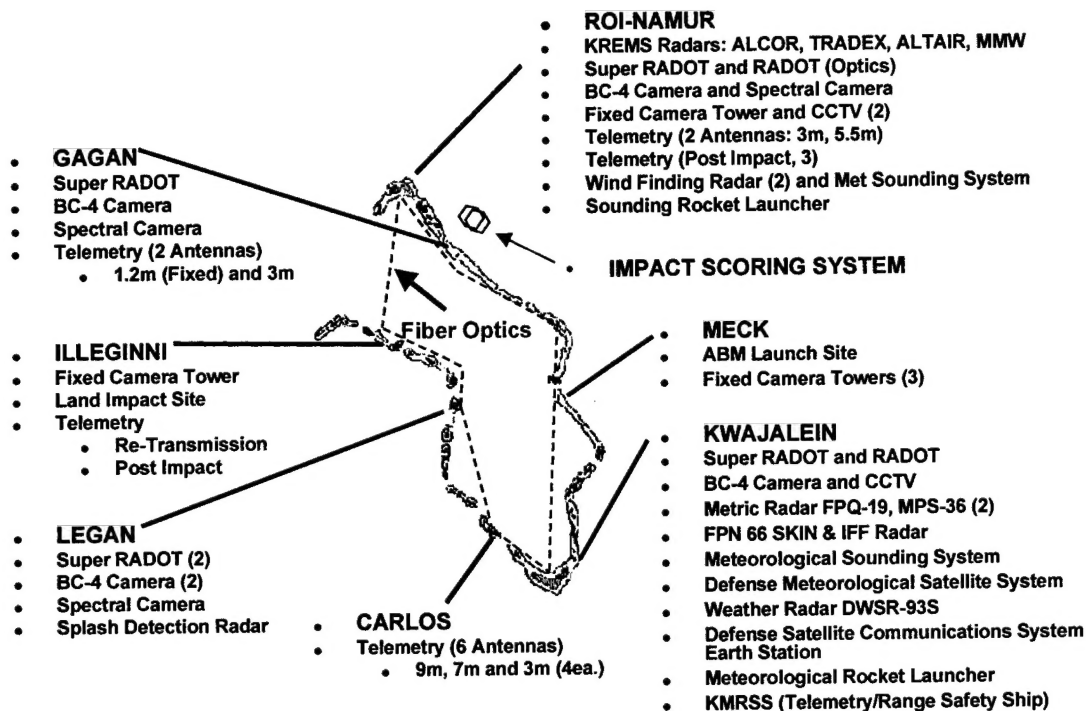 ROI-NAMUR
KREMS Radars: ALCOR, TRADEX, ALTAIR, MMW
Super RADOT and RADOT (Optics)
BC-4 Camera and Spectral Camera
Fixed Camera Tower and CCTV (2)
Telemetry (2 Antennas: 3m, 5.5m)
Telemetry (Post Impact, 3)
Wind Finding Radar (2) and Met Sounding System
Sounding Rocket Launcher
GAGAN
Super RADOT
BC-4 Camera
Spectral Camera
Telemetry (2 Antennas)
1.2m (Fixed) and 3m
IMPACT SCORING SYSTEM
Fiber Optics
ILLEGINNI
Fixed Camera Tower
Land Impact Site
Telemetry
Re-Transmission
Post Impact
MECK
ABM Launch Site
Fixed Camera Towers (3)
KWAJALEIN
Super RADOT and RADOT
BC-4 Camera and CCTV
Metric Radar FPQ-19, MPS-36 (2)
FPN 66 SKIN & IFF Radar
Meteorological Sounding System
Defense Meteorological Satellite System
Weather Radar DWSR-93S
Defense Satellite Communications System
Earth Station
Meteorological Rocket Launcher
KMRSS (Telemetry/Range Safety Ship)
LEGAN
Super RADOT (2)
BC-4 Camera (2)
Spectral Camera
Splash Detection Radar
CARLOS
Telemetry (6 Antennas)
9m, 7m and 3m (4ea.)